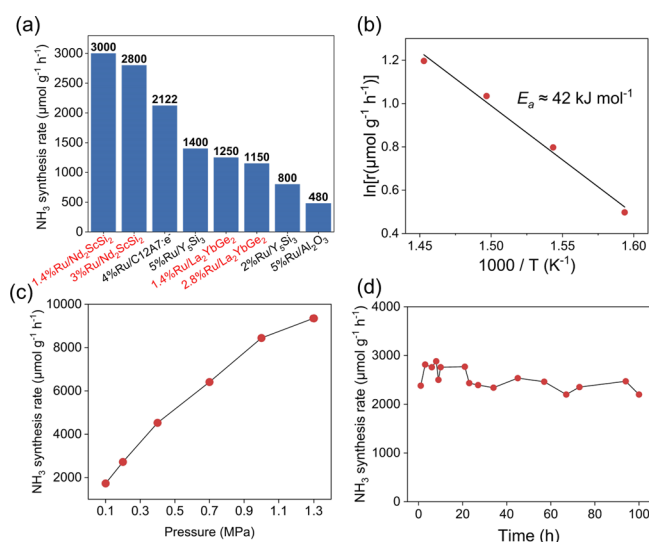 (a)
NH₃ synthesis rate (μmol g⁻¹ h⁻¹)
3000
2500
2000
1500
1000
500
0
3000
2800
2122
1400
1250
1150
800
480
1.4%Ru/Nd₂ScSi₂
3%Ru/Nd₂ScSi₂
4%Ru/C12A7:e⁻
5%Ru/Y₅Si₃
1.4%Ru/La₂YbGe₂
2.8%Ru/La₂YbGe₂
2%Ru/Y₅Si₃
5%Ru/Al₂O₃
(b)
ln[r(μmol g⁻¹ h⁻¹)]
1.2
1.0
0.8
0.6
0.4
Eₐ ≈ 42 kJ mol⁻¹
1.45 1.50 1.55 1.60
1000 / T (K⁻¹)
(c)
NH₃ synthesis rate (μmol g⁻¹ h⁻¹)
10000
8000
6000
4000
2000
0.1 0.3 0.5 0.7 0.9 1.1 1.3
Pressure (MPa)
(d)
NH₃ synthesis rate (μmol g⁻¹ h⁻¹)
4000
3000
2000
1000
0
0 20 40 60 80 100
Time (h)